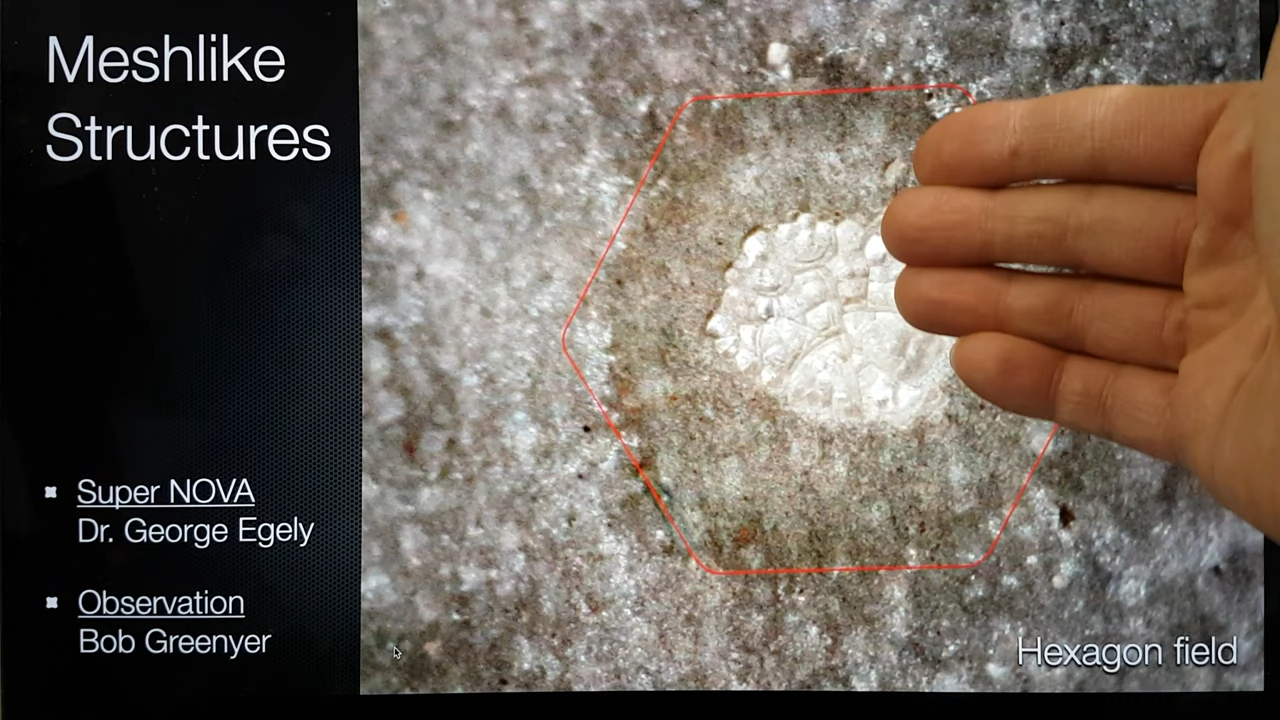 Meshlike
Structures
Super NOVA
Dr. George Egely
Observation
Bob Greenyer
Hexagon field